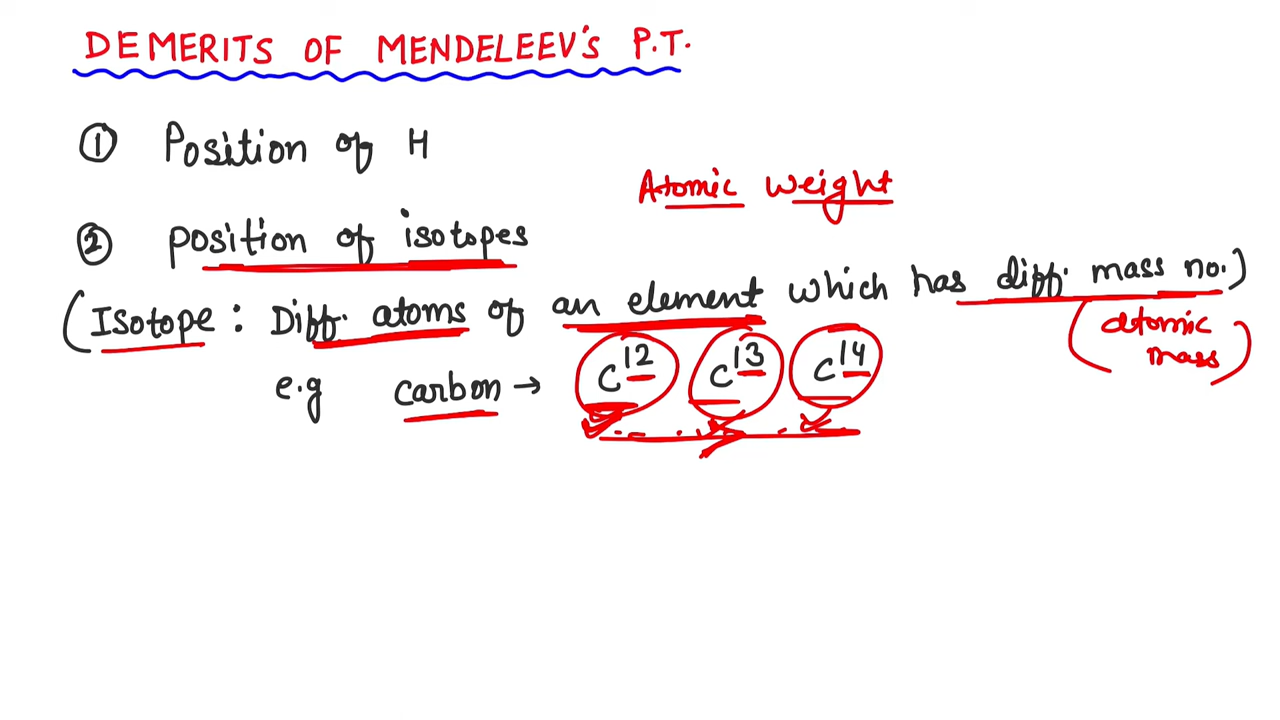 DEMERITS OF MENDELEEV'S P.T.
① Position of H
Atomic weight
② Position of isotopes
(Isotope : Diff. atoms of an element which has diff. mass no.)
(atomic mass)
e.g carbon → C¹² C¹³ C¹⁴